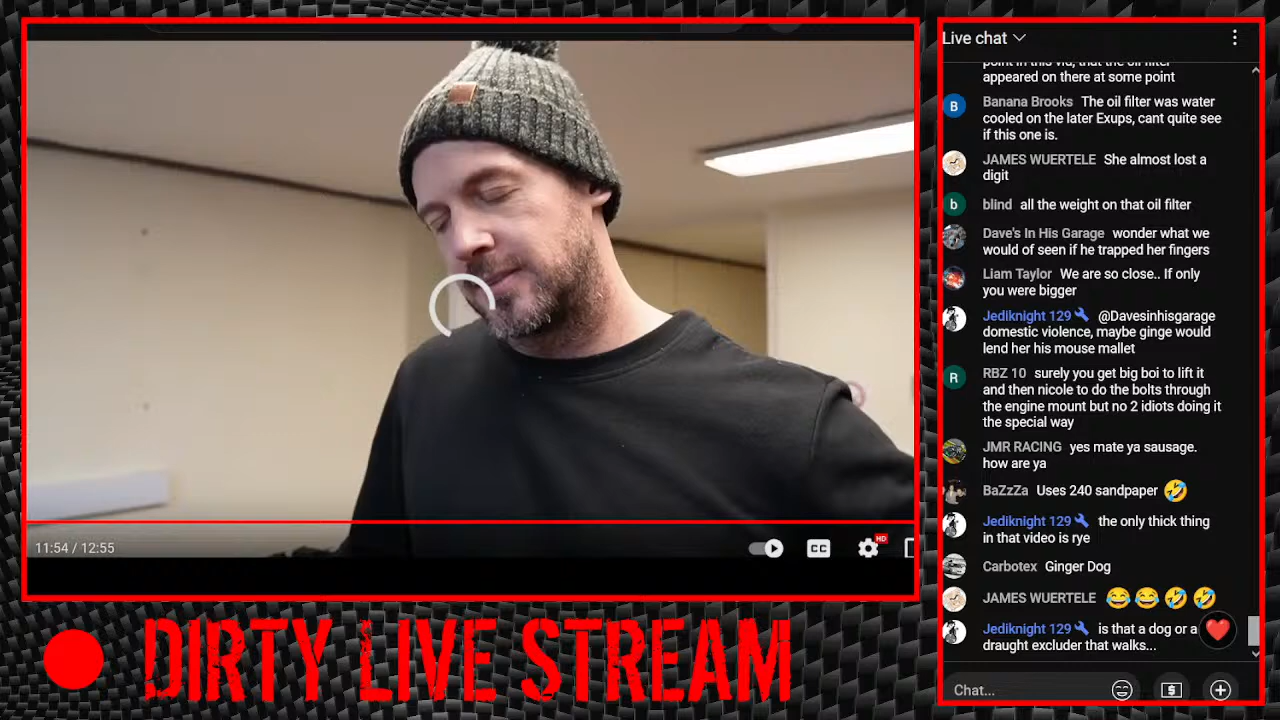 11:54 / 12:55
CC
HD
DIRTY LIVE STREAM
Live chat
point in this vid, that the oil filter
appeared on there at some point
B
Banana Brooks The oil filter was water
cooled on the later Exups, cant quite see
if this one is.
JAMES WUERTELE She almost lost a
digit
b
blind all the weight on that oil filter
Dave's In His Garage wonder what we
would of seen if he trapped her fingers
Liam Taylor We are so close.. If only
you were bigger
Jediknight 129 @Davesinhisgarage
domestic violence, maybe ginge would
lend her his mouse mallet
R
RBZ 10 surely you get big boi to lift it
and then nicole to do the bolts through
the engine mount but no 2 idiots doing it
the special way
JMR RACING yes mate ya sausage.
how are ya
BaZzZa Uses 240 sandpaper 🤣
Jediknight 129 the only thick thing
in that video is rye
Carbotex Ginger Dog
JAMES WUERTELE 😂😂🤣🤣
Jediknight 129 is that a dog or a
draught excluder that walks...
Chat...
$